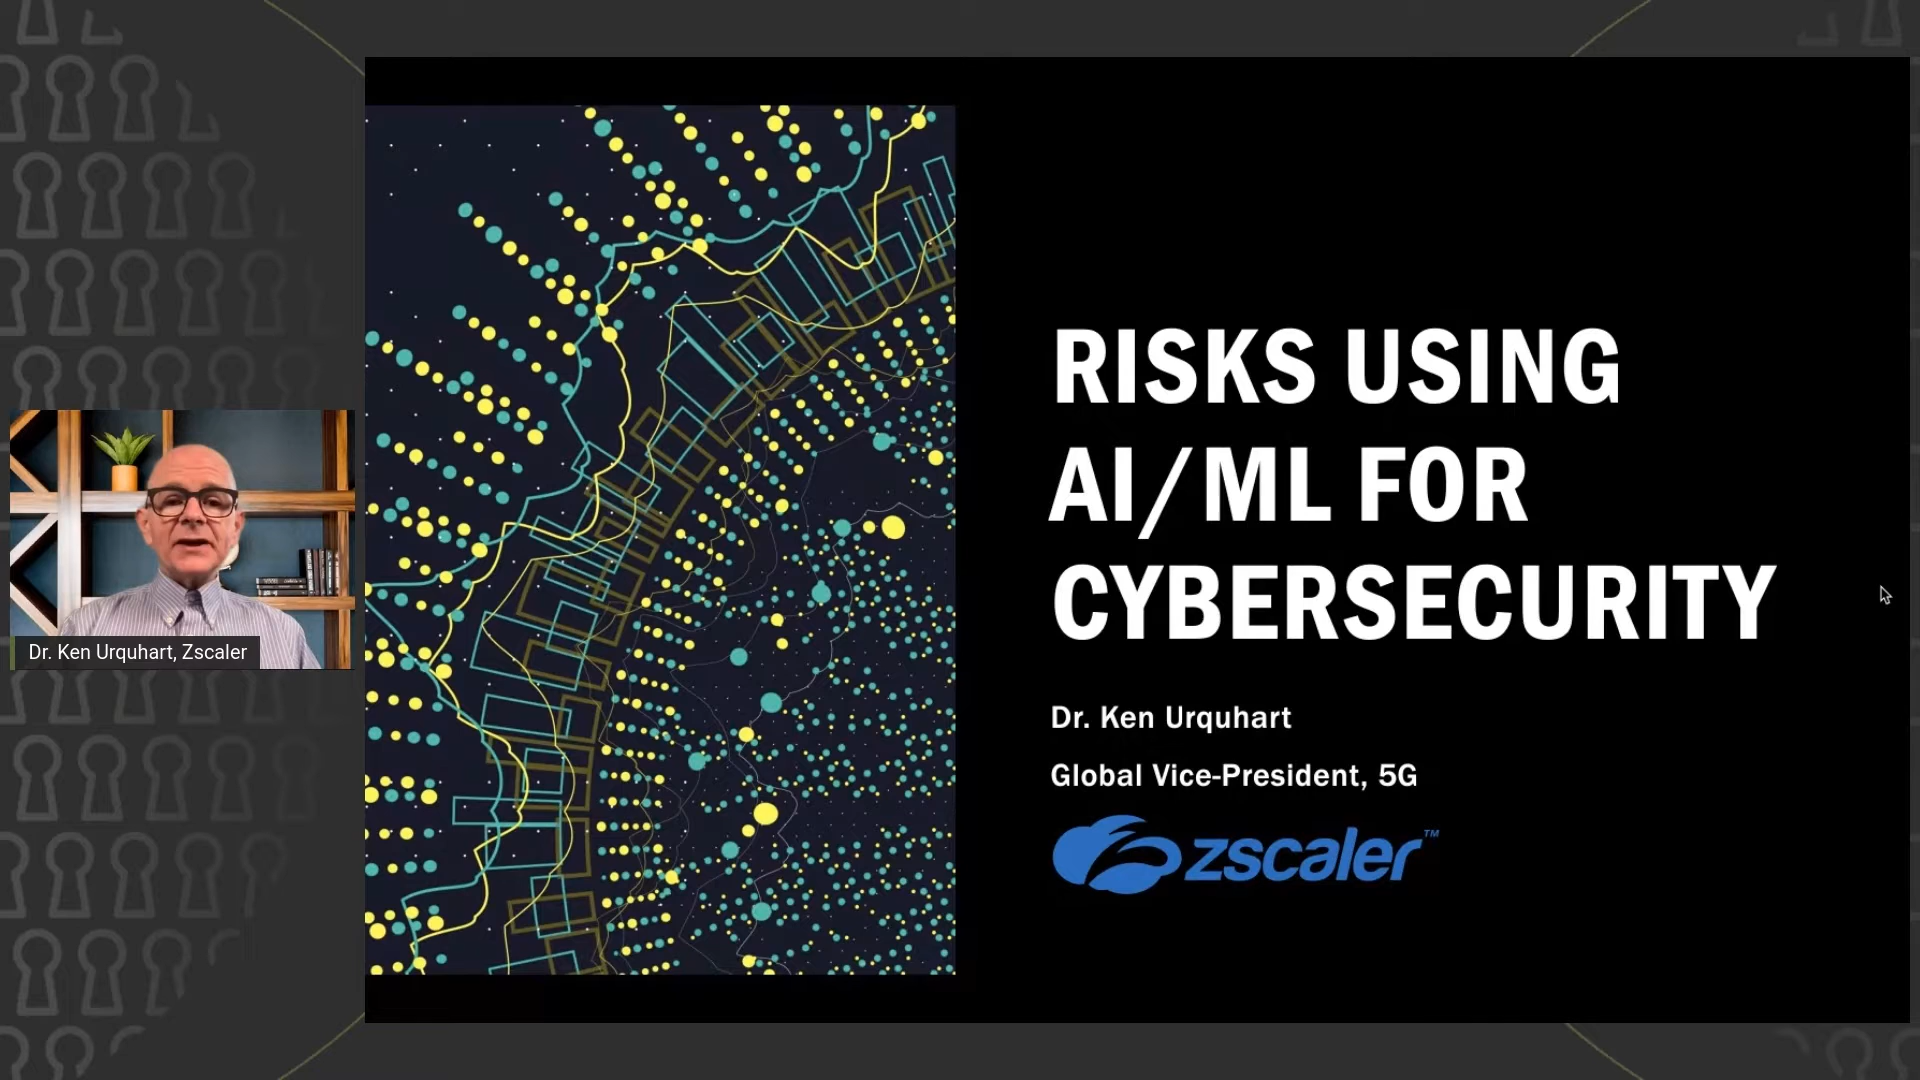 RISKS USING
AI/ML FOR
CYBERSECURITY
Dr. Ken Urquhart
Global Vice-President, 5G
zscaler™
Dr. Ken Urquhart, Zscaler